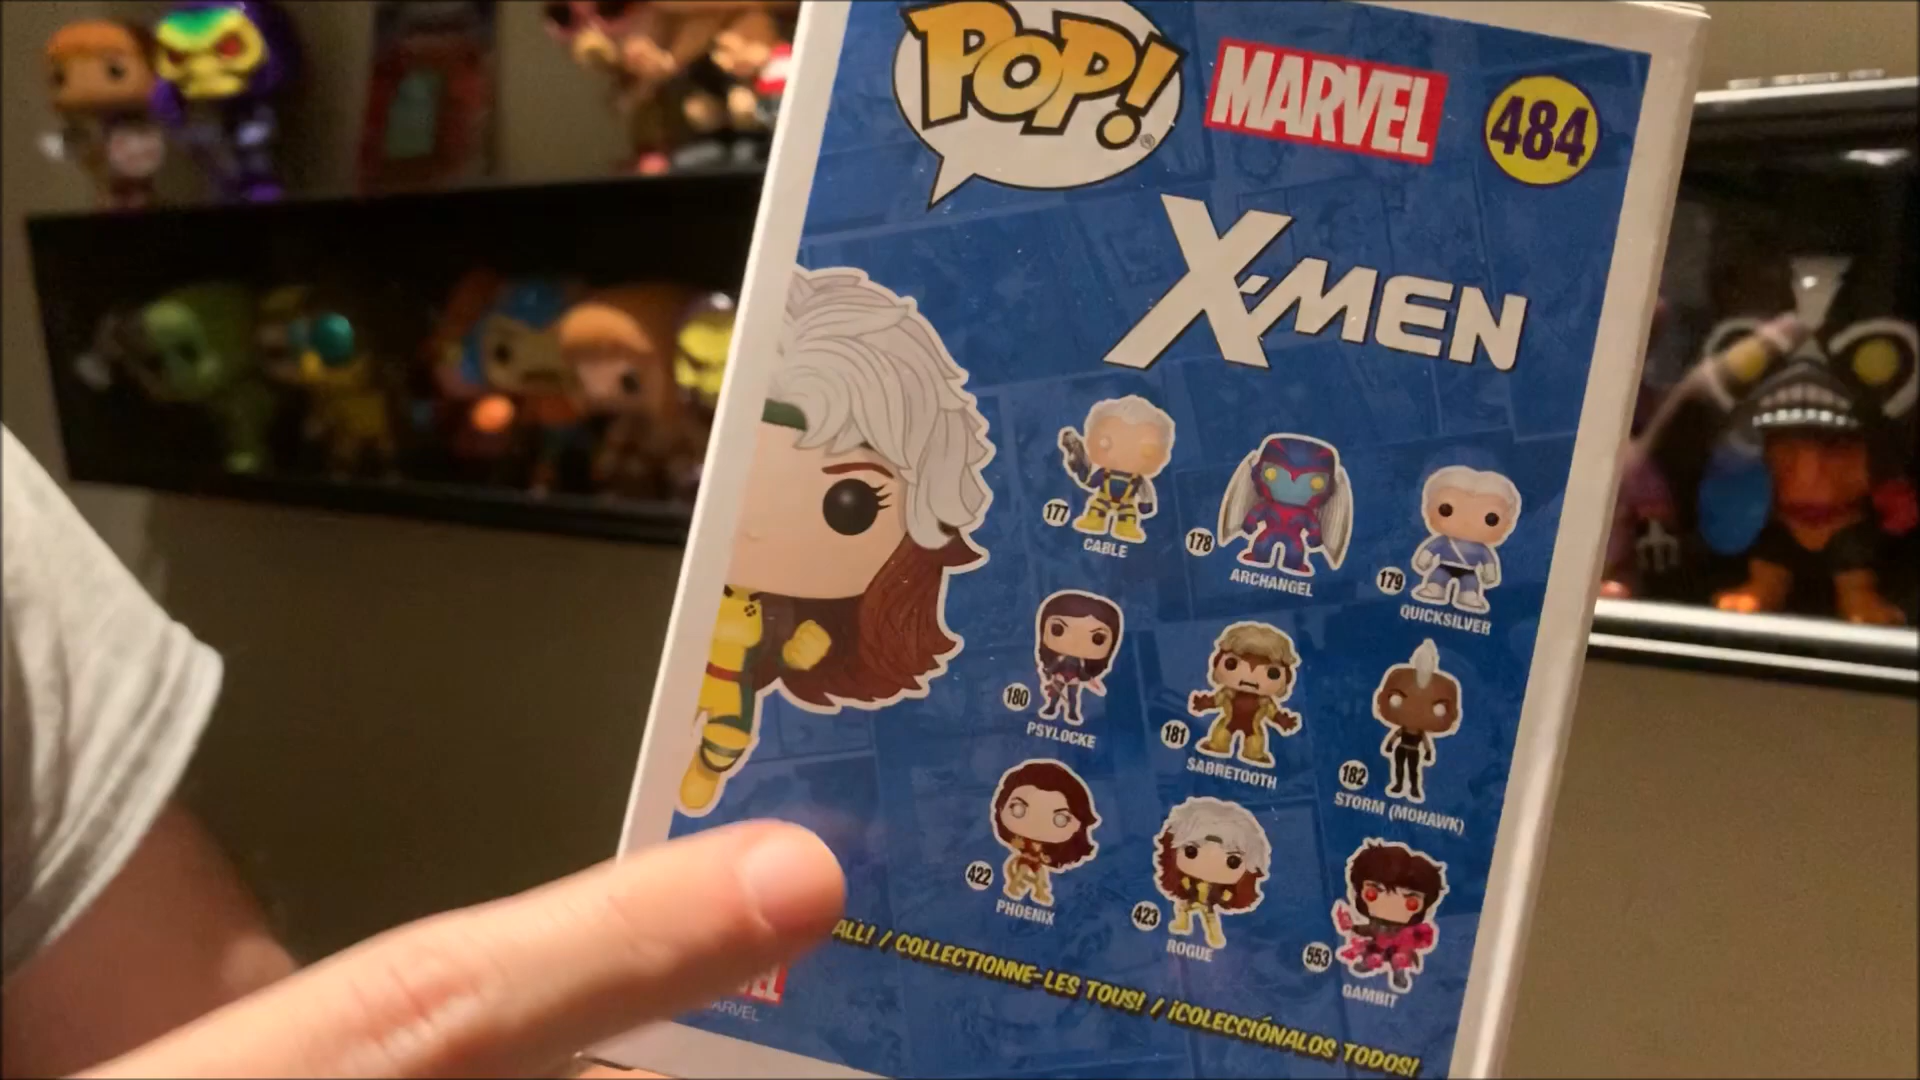 POP!
MARVEL
484
X-MEN
177
CABLE
178
ARCHANGEL
179
QUICKSILVER
180
PSYLOCKE
181
SABRETOOTH
182
STORM (MOHAWK)
422
PHOENIX
423
ROGUE
553
GAMBIT
ALL! / COLLECTIONNE-LES TOUS! / ¡COLECCIÓNALOS TODOS!